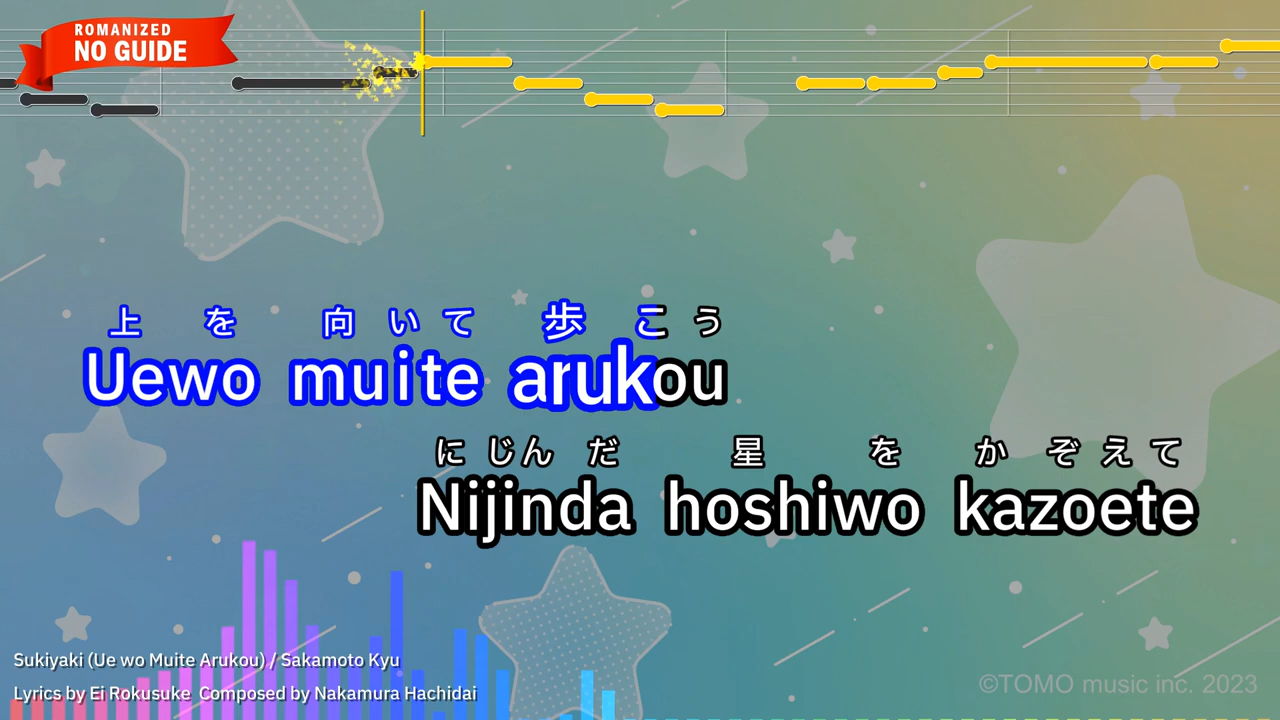 ROMANIZED
NO GUIDE
上を 向いて 歩こう
Uewo muite arukou
にじんだ 星を かぞえて
Nijinda hoshiwo kazoete
Sukiyaki (Ue wo Muite Arukou) / Sakamoto Kyu
Lyrics by Ei Rokusuke Composed by Nakamura Hachidai
©TOMO music inc. 2023